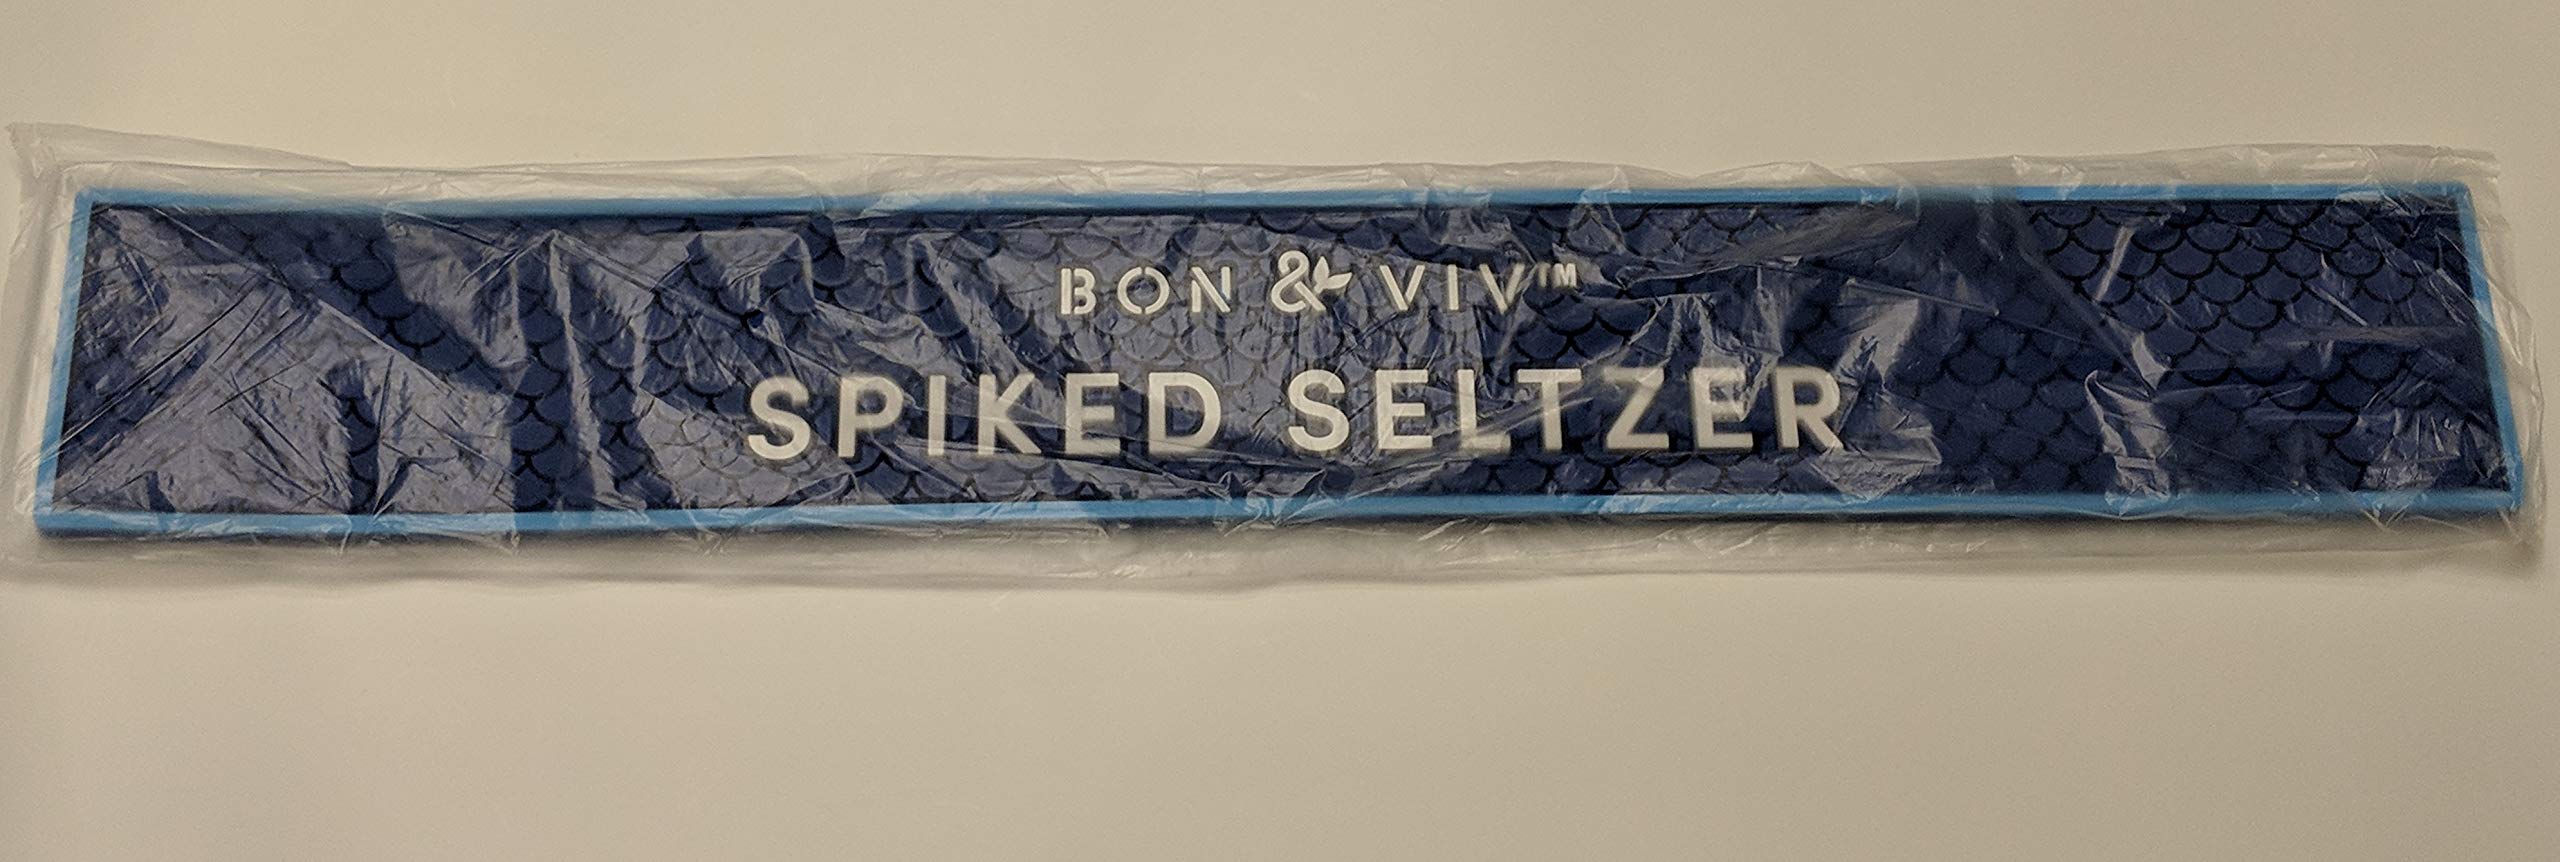 BON & VIV™
SPIKED SELTZER